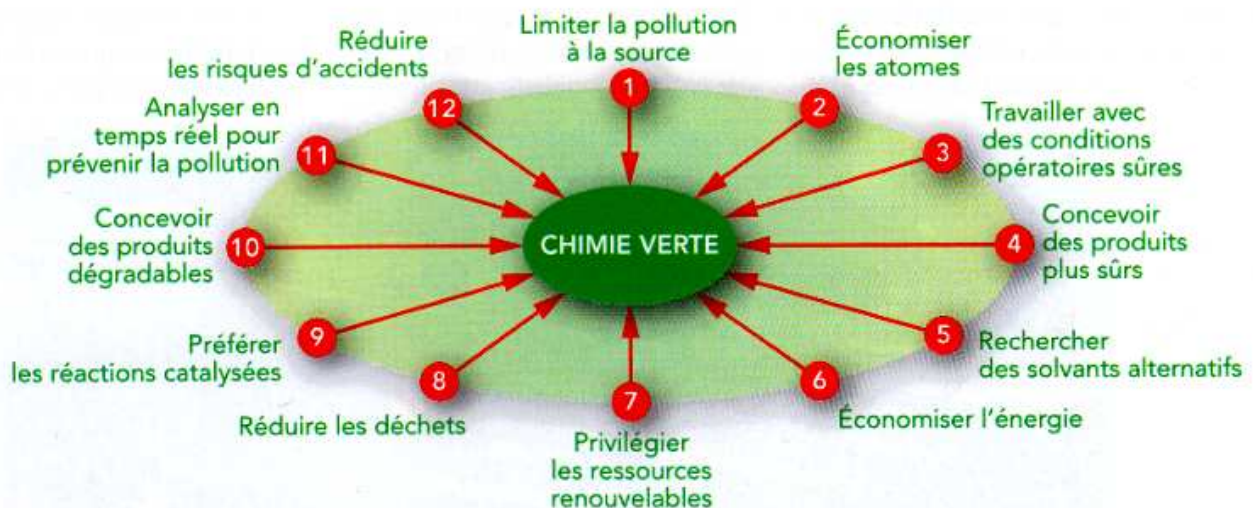 Limiter la pollution
à la source
1
Économiser
les atomes
2
Travailler avec
des conditions
opératoires sûres
3
Concevoir
des produits
plus sûrs
4
Rechercher
des solvants alternatifs
5
Économiser l'énergie
6
Privilégier
les ressources
renouvelables
7
Réduire les déchets
8
Préférer
les réactions catalysées
9
Concevoir
des produits
dégradables
10
Analyser en
temps réel pour
prévenir la pollution
11
Réduire
les risques d'accidents
12
CHIMIE VERTE